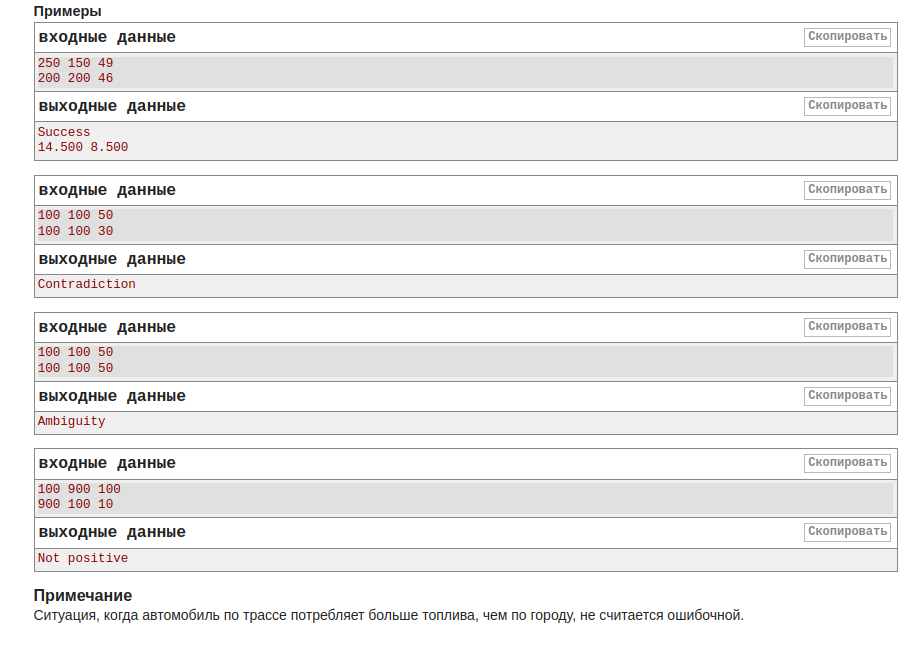 Примеры
входные данные
Скопировать
250 150 49
200 200 46
выходные данные
Скопировать
Success
14.500 8.500
входные данные
Скопировать
100 100 50
100 100 30
выходные данные
Скопировать
Contradiction
входные данные
Скопировать
100 100 50
100 100 50
выходные данные
Скопировать
Ambiguity
входные данные
Скопировать
100 900 100
900 100 10
выходные данные
Скопировать
Not positive
Примечание
Ситуация, когда автомобиль по трассе потребляет больше топлива, чем по городу, не считается ошибочной.